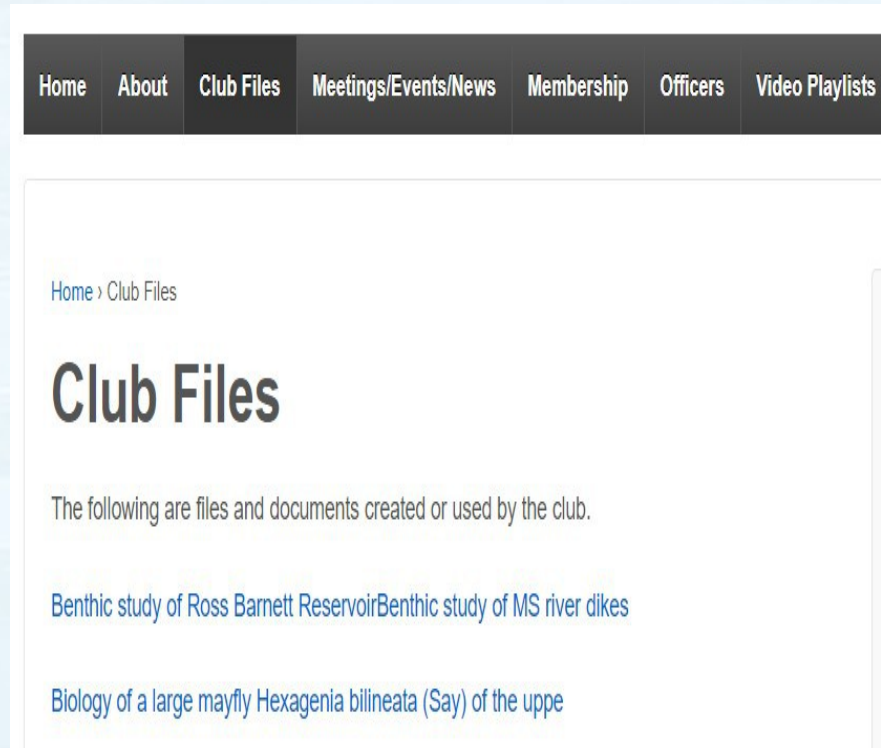 Home About Club Files Meetings/Events/News Membership Officers Video Playlists
Home › Club Files
Club Files
The following are files and documents created or used by the club.
Benthic study of Ross Barnett ReservoirBenthic study of MS river dikes
Biology of a large mayfly Hexagenia bilineata (Say) of the uppe